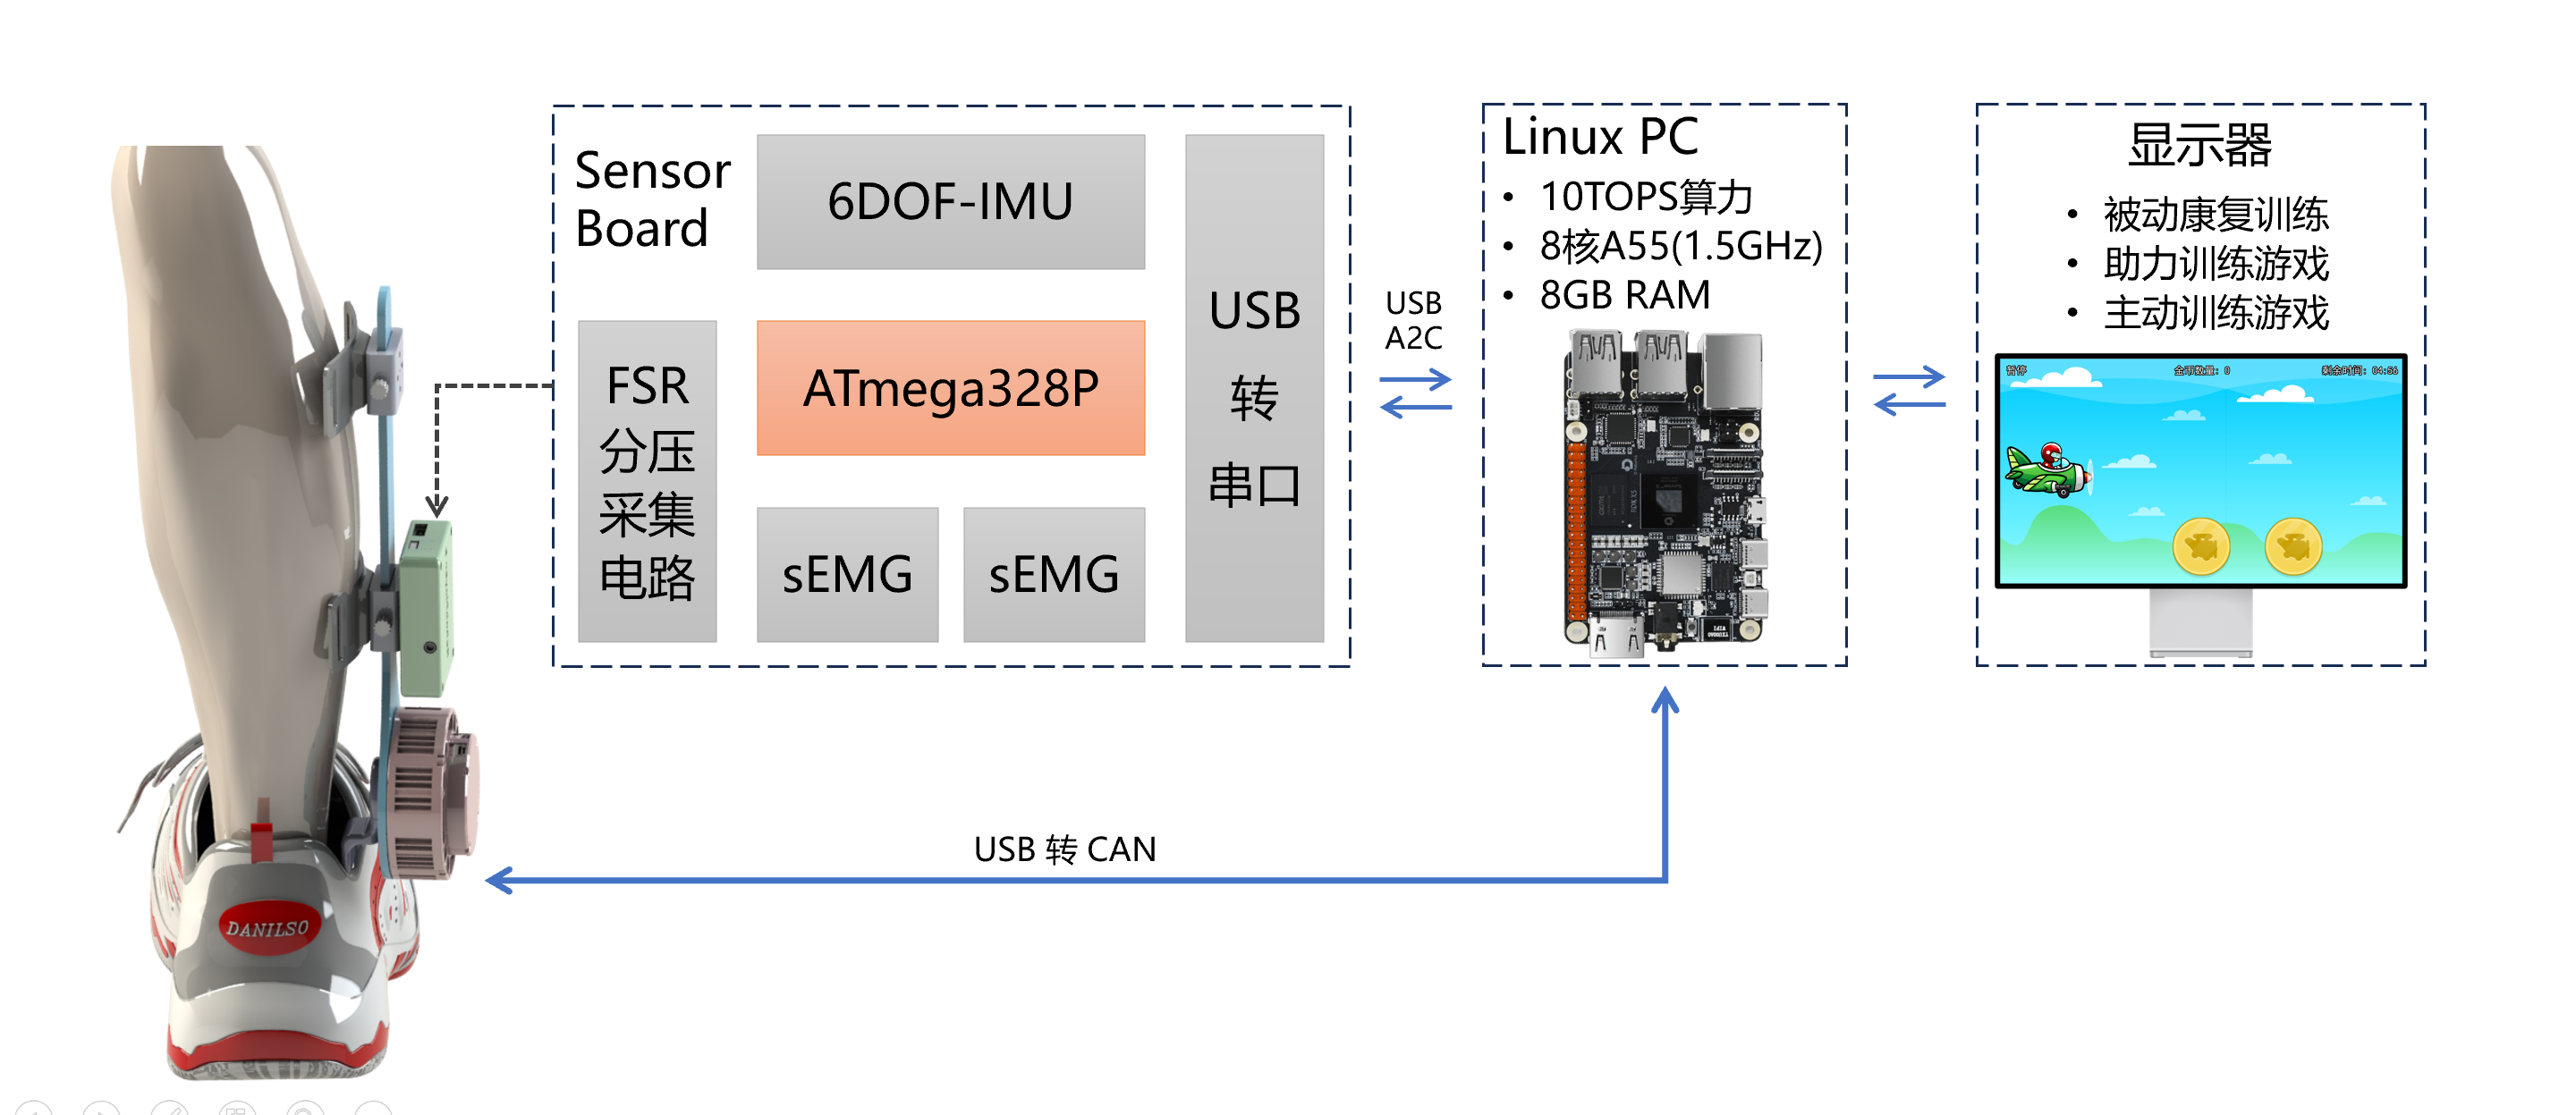 Sensor
Board
6DOF-IMU
FSR
分压
采集
电路
ATmega328P
sEMG
sEMG
USB
转
串口
USB
A2C
Linux PC
• 10TOPS算力
• 8核A55(1.5GHz)
• 8GB RAM
显示器
• 被动康复训练
• 助力训练游戏
• 主动训练游戏
暂停
金币数量: 0
剩余时间: 04:56
USB 转 CAN
DANILSO